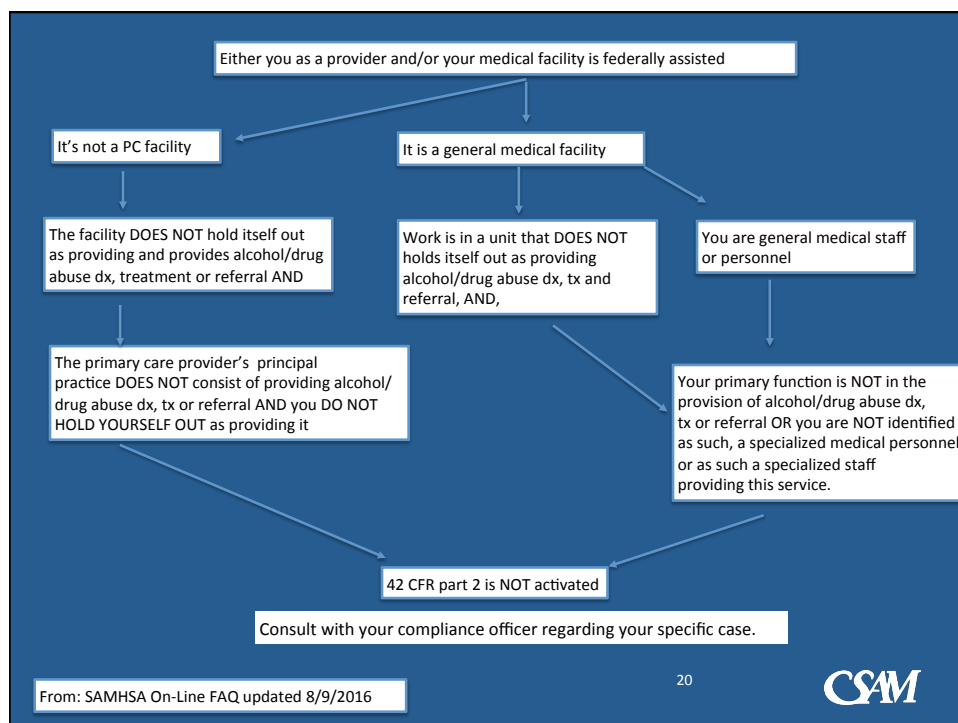 Either you as a provider and/or your medical facility is federally assisted
It's not a PC facility
It is a general medical facility
The facility DOES NOT hold itself out
as providing and provides alcohol/drug
abuse dx, treatment or referral AND
Work is in a unit that DOES NOT
holds itself out as providing
alcohol/drug abuse dx, tx and
referral, AND,
You are general medical staff
or personnel
The primary care provider's  principal
practice DOES NOT consist of providing alcohol/
drug abuse dx, tx or referral AND you DO NOT
HOLD YOURSELF OUT as providing it
Your primary function is NOT in the
provision of alcohol/drug abuse dx,
tx or referral OR you are NOT identified
as such, a specialized medical personnel
or as such a specialized staff
providing this service.
42 CFR part 2 is NOT activated
Consult with your compliance officer regarding your specific case.
From: SAMHSA On-Line FAQ updated 8/9/2016
20
CSAM